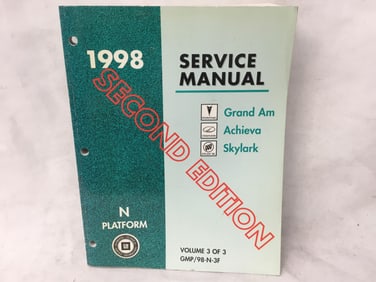 1998
SERVICE
MANUAL
SECOND EDITION
Grand Am
Achieva
Skylark
N
PLATFORM
VOLUME 3 OF 3
GMP/98-N-3F